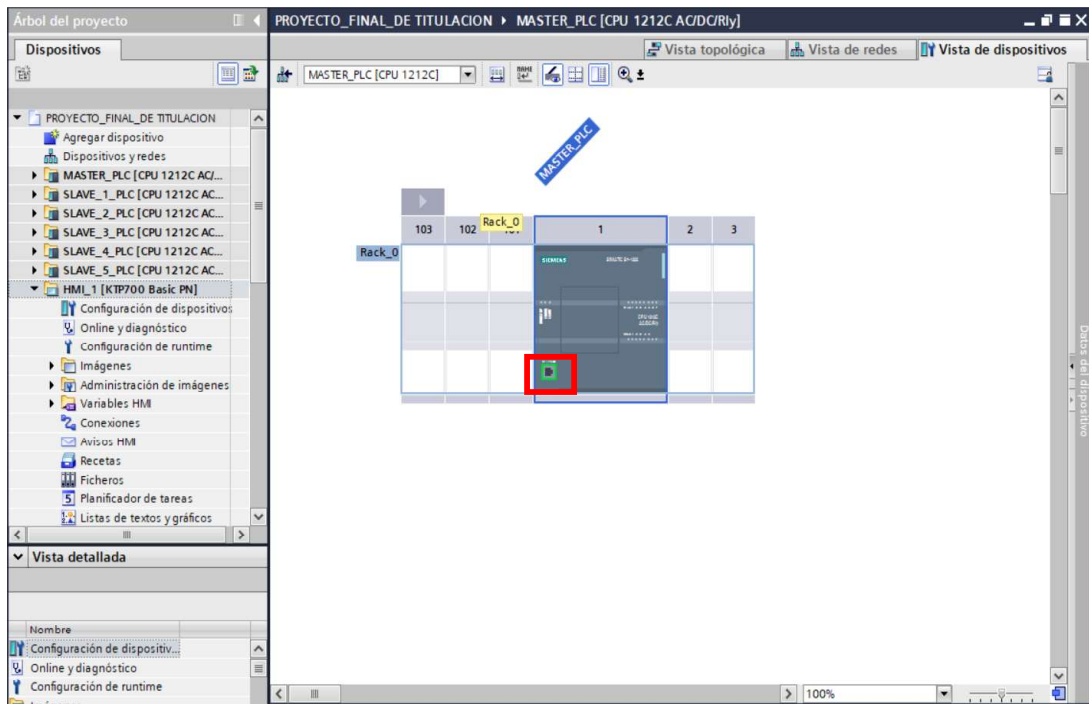 Árbol del proyecto
Dispositivos
PROYECTO_FINAL_DE TITULACION
Agregar dispositivo
Dispositivos y redes
MASTER_PLC [CPU 1212C AC/...
SLAVE_1_PLC [CPU 1212C AC...
SLAVE_2_PLC [CPU 1212C AC...
SLAVE_3_PLC [CPU 1212C AC...
SLAVE_4_PLC [CPU 1212C AC...
SLAVE_5_PLC [CPU 1212C AC...
HMI_1 [KTP700 Basic PN]
Configuración de dispositivos
Online y diagnóstico
Configuración de runtime
Imágenes
Administración de imágenes
Variables HMI
Conexiones
Avisos HMI
Recetas
Ficheros
Planificador de tareas
Listas de textos y gráficos
Vista detallada
Nombre
Configuración de dispositiv...
Online y diagnóstico
Configuración de runtime
PROYECTO_FINAL_DE TITULACION ▸ MASTER_PLC [CPU 1212C AC/DC/Rly]
Vista topológica
Vista de redes
Vista de dispositivos
MASTER_PLC [CPU 1212C]
MASTER_PLC
103 102 1 2 3
Rack_0
Rack_0
SIEMENS
100%
Datos del dispositivo